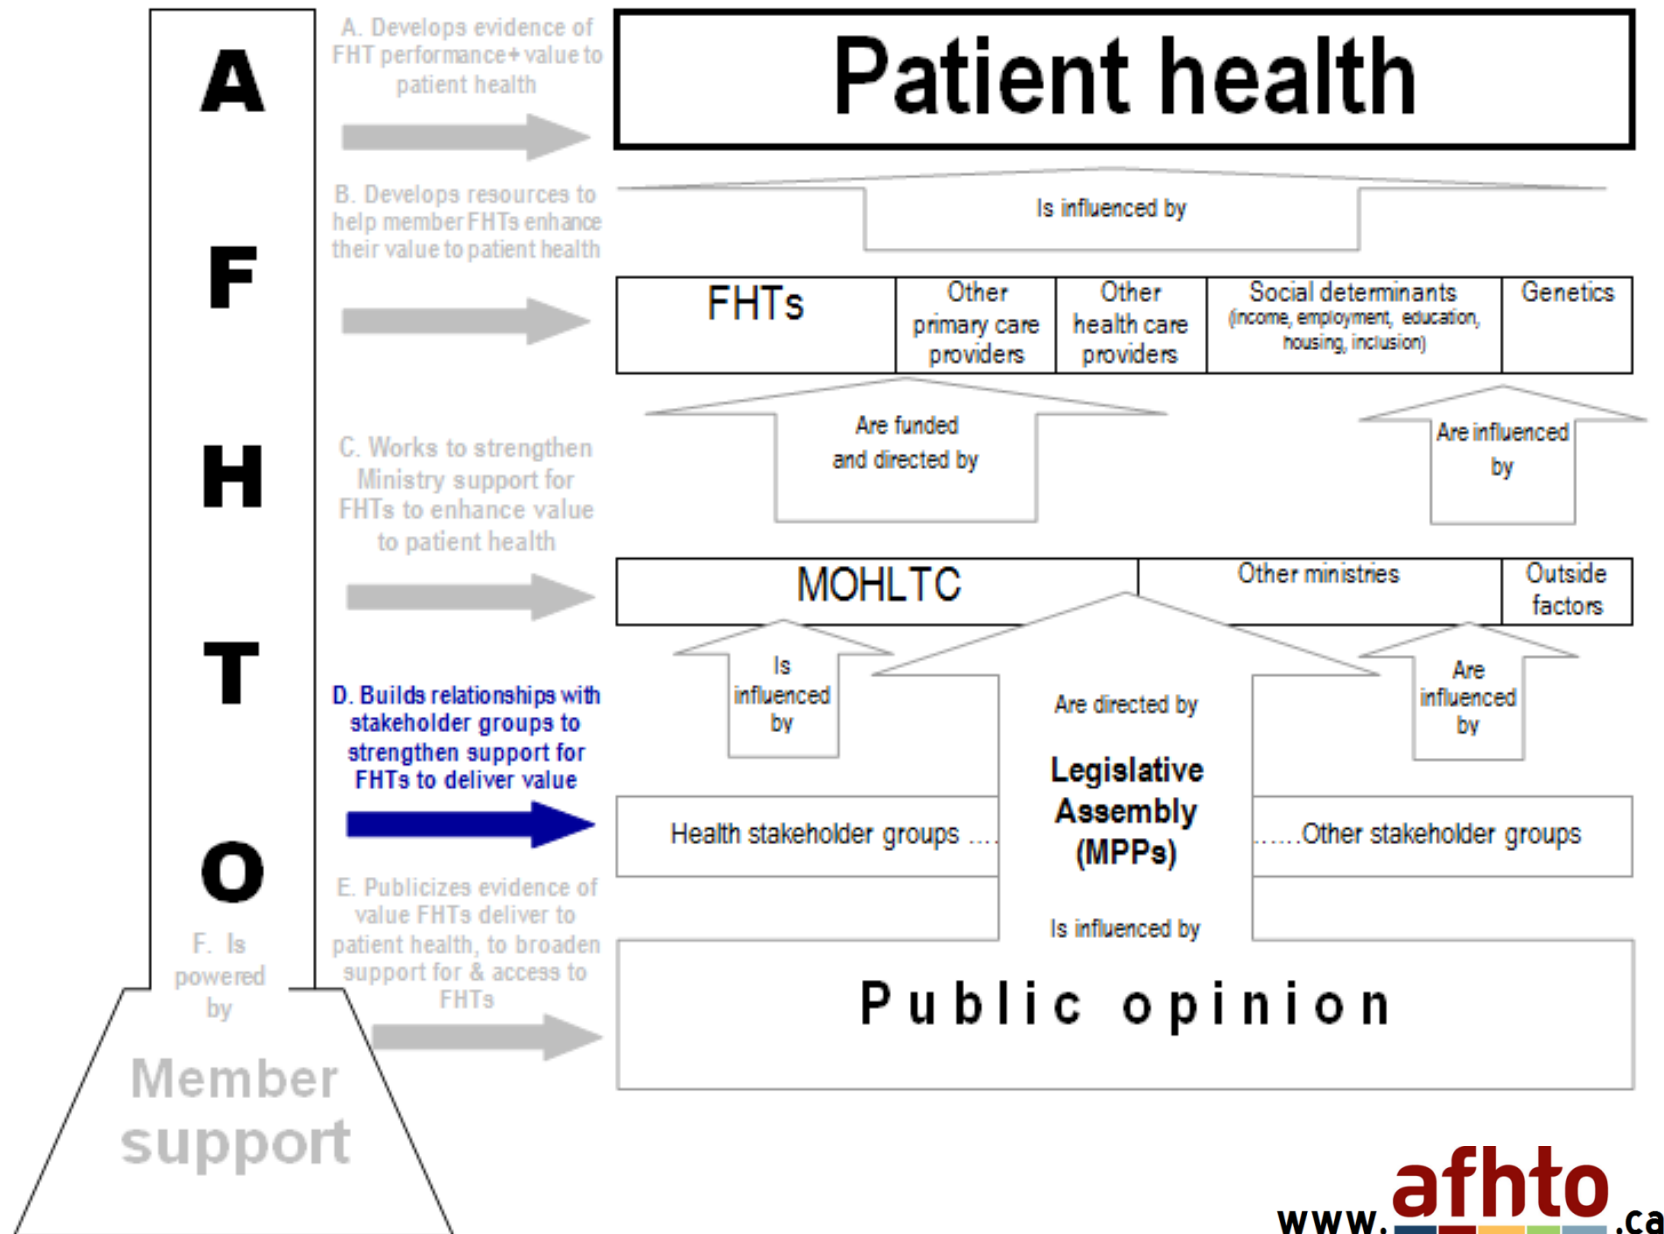 A
F
H
T
O
F. Is
powered
by
Member
support
A. Develops evidence of
FHT performance+ value to
patient health
B. Develops resources to
help member FHTs enhance
their value to patient health
C. Works to strengthen
Ministry support for
FHTs to enhance value
to patient health
D. Builds relationships with
stakeholder groups to
strengthen support for
FHTs to deliver value
E. Publicizes evidence of
value FHTs deliver to
patient health, to broaden
support for & access to
FHTs
Patient health
Is influenced by
FHTs
Other
primary care
providers
Other
health care
providers
Social determinants
(income, employment, education,
housing, inclusion)
Genetics
Are funded
and directed by
Are influenced
by
MOHLTC
Other ministries
Outside
factors
Is
influenced
by
Are directed by
Are
influenced
by
Legislative
Assembly
(MPPs)
Health stakeholder groups ....
......Other stakeholder groups
Is influenced by
Public opinion
www.afhto.ca